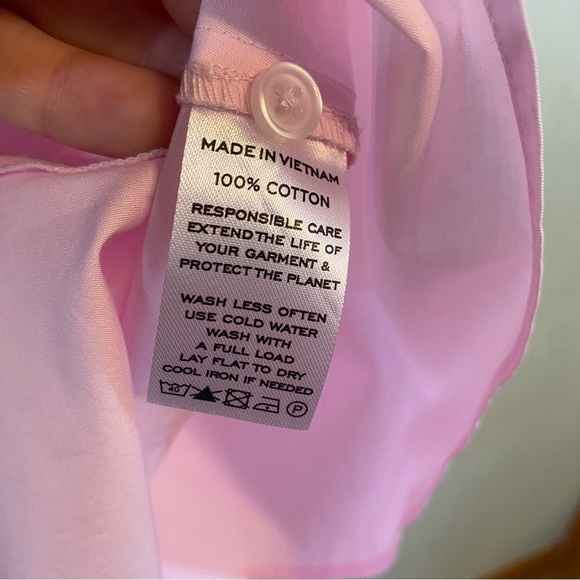 MADE IN VIETNAM
100% COTTON
RESPONSIBLE CARE
EXTEND THE LIFE OF
YOUR GARMENT &
PROTECT THE PLANET
WASH LESS OFTEN
USE COLD WATER
WASH WITH
A FULL LOAD
LAY FLAT TO DRY
COOL IRON IF NEEDED
40 P